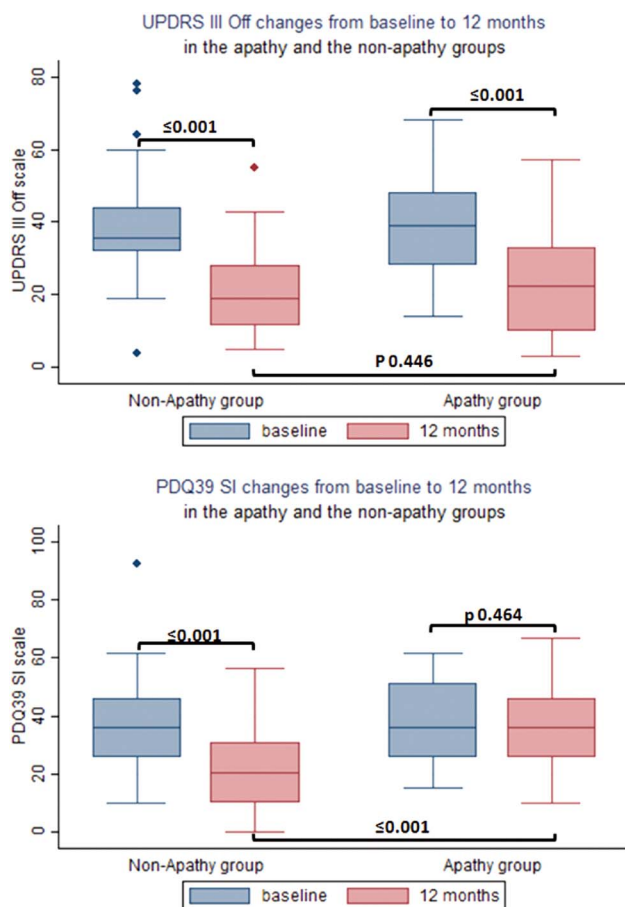 UPDRS III Off changes from baseline to 12 months
in the apathy and the non-apathy groups
UPDRS III Off scale
80
60
40
20
0
≤0.001
≤0.001
P 0.446
Non-Apathy group
Apathy group
baseline
12 months
PDQ39 SI changes from baseline to 12 months
in the apathy and the non-apathy groups
PDQ39 SI scale
100
80
60
40
20
0
≤0.001
p 0.464
≤0.001
Non-Apathy group
Apathy group
baseline
12 months